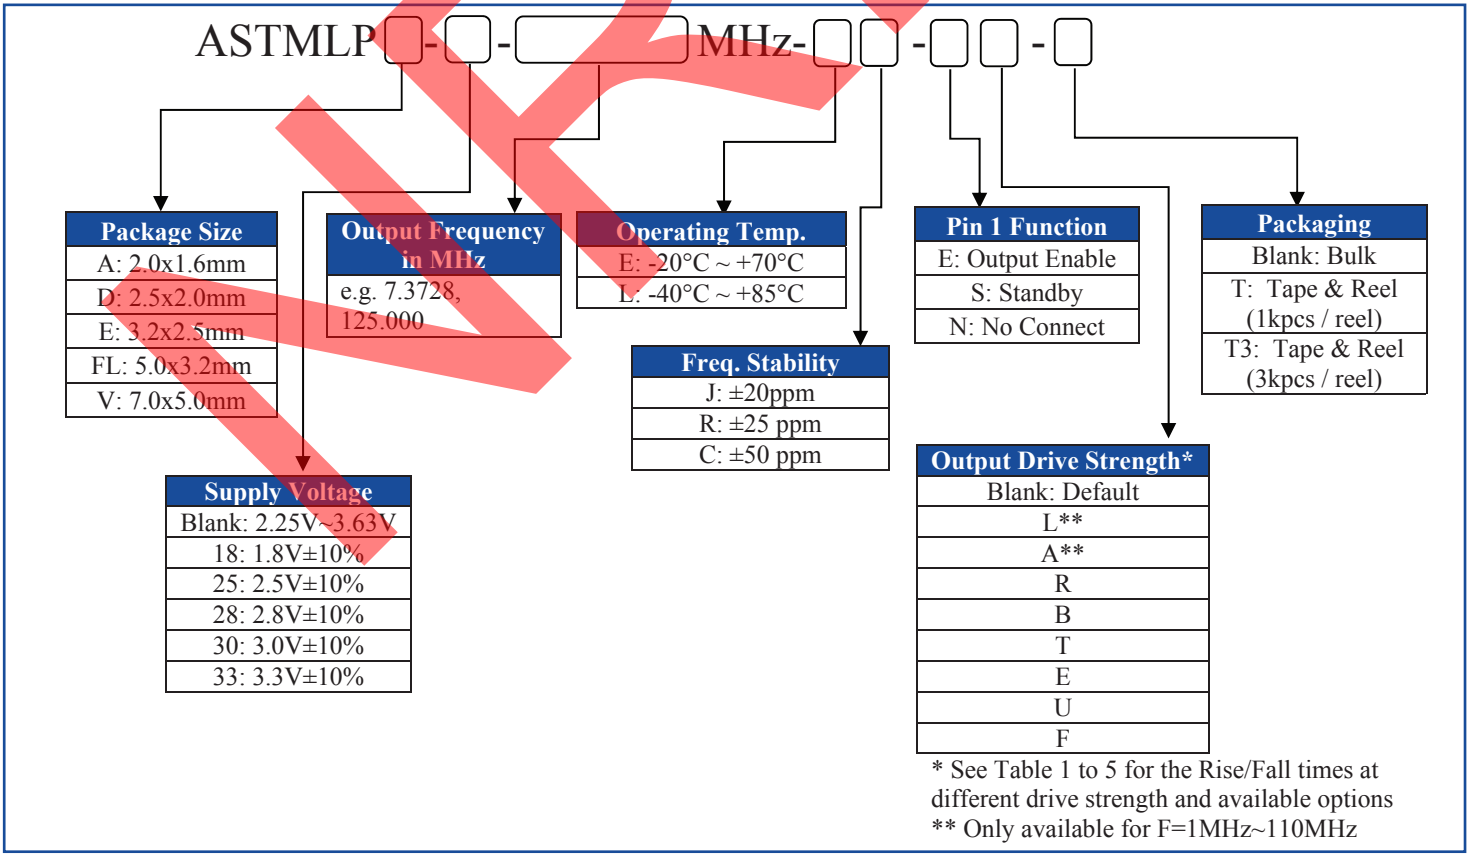 ASTMLP - - MHz- - -
Package Size
A: 2.0x1.6mm
D: 2.5x2.0mm
E: 3.2x2.5mm
FL: 5.0x3.2mm
V: 7.0x5.0mm
Supply Voltage
Blank: 2.25V~3.63V
18: 1.8V±10%
25: 2.5V±10%
28: 2.8V±10%
30: 3.0V±10%
33: 3.3V±10%
Output Frequency
in MHz
e.g. 7.3728,
125.000
Operating Temp.
E: -20°C ~ +70°C
L: -40°C ~ +85°C
Freq. Stability
J: ±20ppm
R: ±25 ppm
C: ±50 ppm
Pin 1 Function
E: Output Enable
S: Standby
N: No Connect
Output Drive Strength*
Blank: Default
L**
A**
R
B
T
E
U
F
* See Table 1 to 5 for the Rise/Fall times at
different drive strength and available options
** Only available for F=1MHz~110MHz
Packaging
Blank: Bulk
T: Tape & Reel
(1kpcs / reel)
T3: Tape & Reel
(3kpcs / reel)